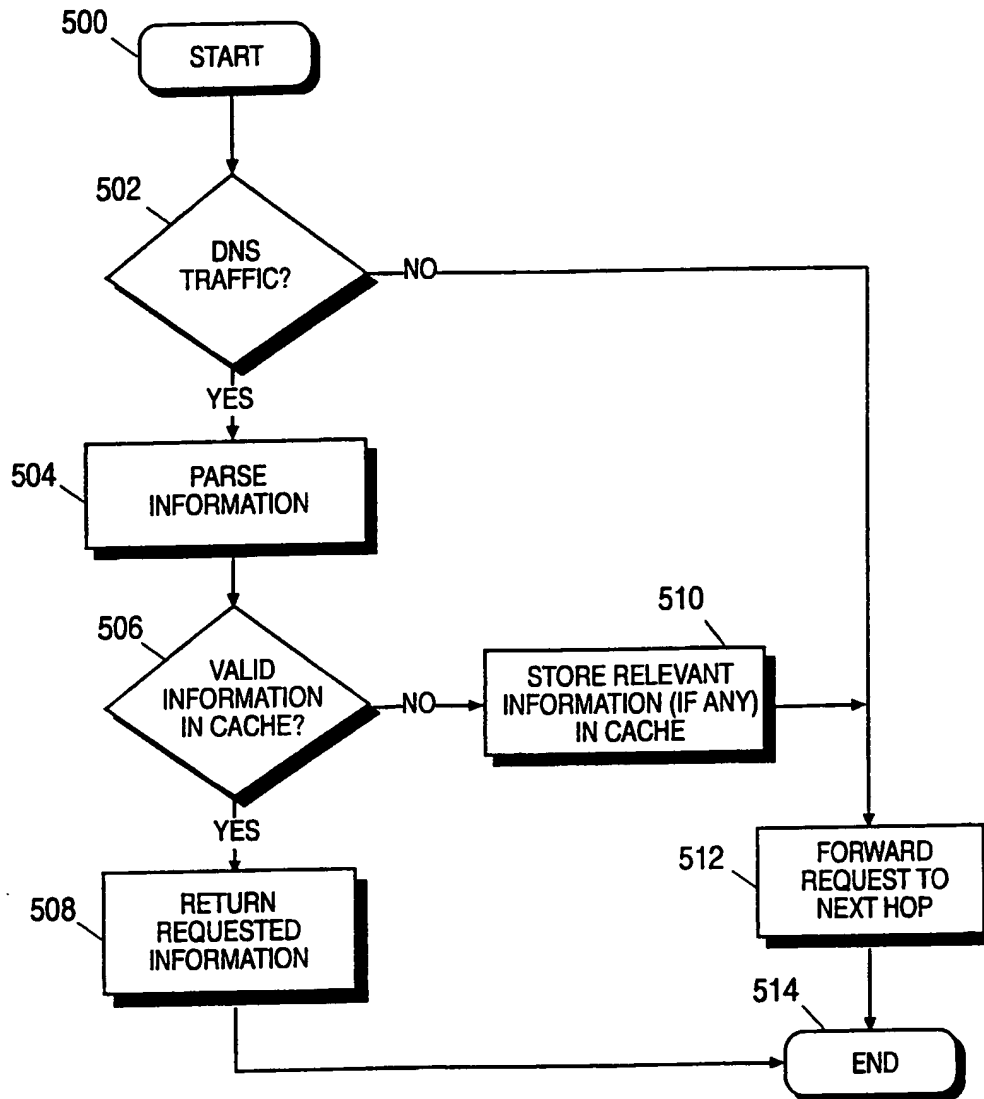 500
START
502
DNS
TRAFFIC?
NO
YES
504
PARSE
INFORMATION
506
VALID
INFORMATION
IN CACHE?
NO
510
STORE RELEVANT
INFORMATION (IF ANY)
IN CACHE
YES
508
RETURN
REQUESTED
INFORMATION
512
FORWARD
REQUEST TO
NEXT HOP
514
END